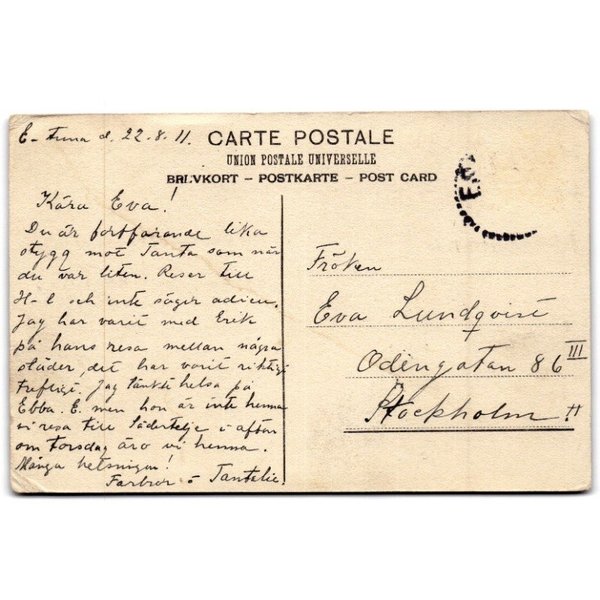 E-tuna d. 22.8.11.
CARTE POSTALE
UNION POSTALE UNIVERSELLE
BREVKORT – POSTKARTE – POST CARD
Kära Eva!
Du är fortfarande lika
stygg mot Tanta som när
du var liten. Reser till
H-l och inte säger adieu.
Jag har varit med Erik
på hans resa mellan några
städer, det har varit riktigt
trefligt. Jag tänkte helsa på
Ebba. E. men hon är inte hemma
vi resa till Södertelje i afton
om torsdag äro vi hemma.
Många helsningar!
Farbror o Tantelie.
Fröken
Eva Lundqvist
Odengatan 86 III
Stockholm